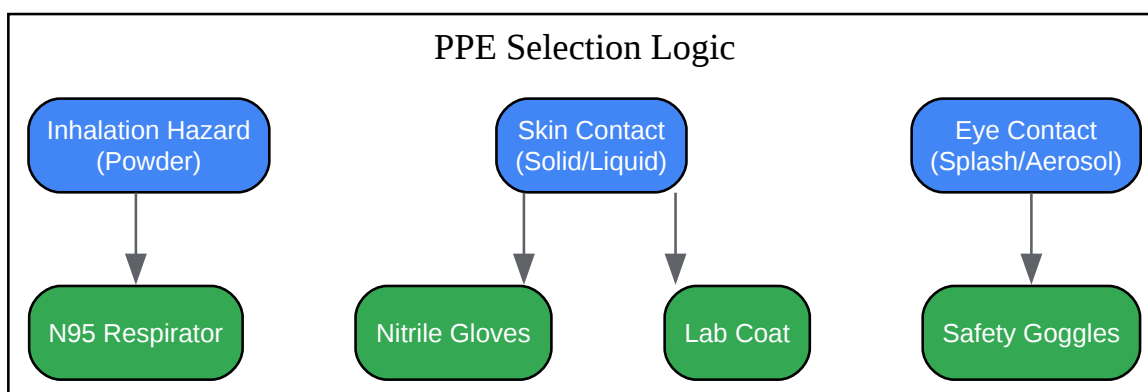 PPE Selection Logic
Inhalation Hazard
(Powder)
Skin Contact
(Solid/Liquid)
Eye Contact
(Splash/Aerosol)
N95 Respirator
Nitrile Gloves
Lab Coat
Safety Goggles